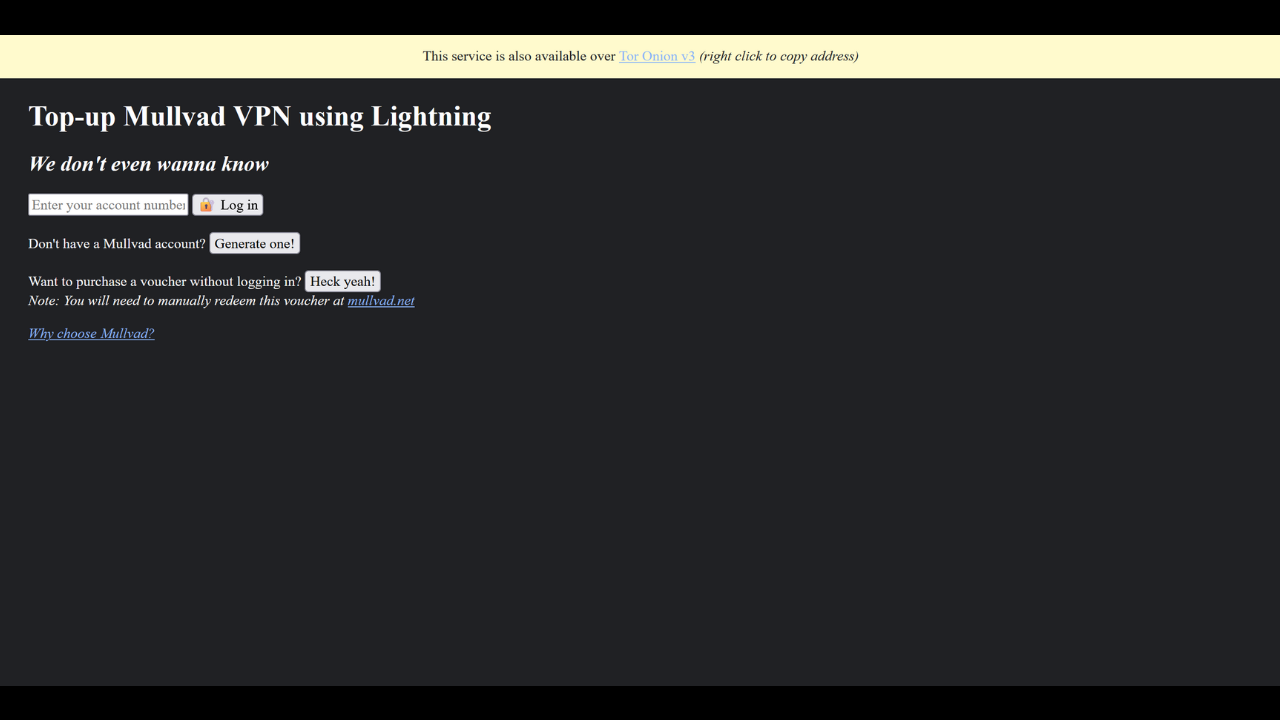 This service is also available over Tor Onion v3 (right click to copy address)
Top-up Mullvad VPN using Lightning
We don't even wanna know
Enter your account number Log in
Don't have a Mullvad account? Generate one!
Want to purchase a voucher without logging in? Heck yeah!
Note: You will need to manually redeem this voucher at mullvad.net
Why choose Mullvad?